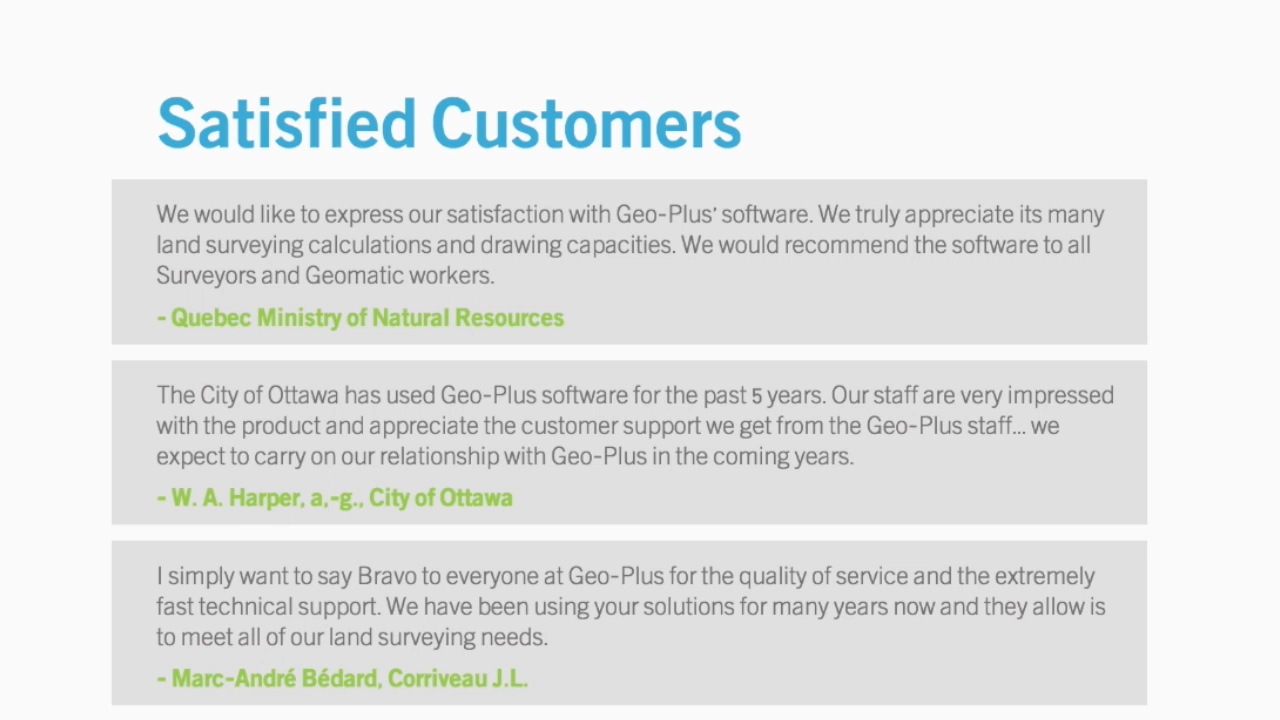 Satisfied Customers
We would like to express our satisfaction with Geo-Plus’ software. We truly appreciate its many
land surveying calculations and drawing capacities. We would recommend the software to all
Surveyors and Geomatic workers.
- Quebec Ministry of Natural Resources
The City of Ottawa has used Geo-Plus software for the past 5 years. Our staff are very impressed
with the product and appreciate the customer support we get from the Geo-Plus staff... we
expect to carry on our relationship with Geo-Plus in the coming years.
- W. A. Harper, a,-g., City of Ottawa
I simply want to say Bravo to everyone at Geo-Plus for the quality of service and the extremely
fast technical support. We have been using your solutions for many years now and they allow is
to meet all of our land surveying needs.
- Marc-André Bédard, Corriveau J.L.